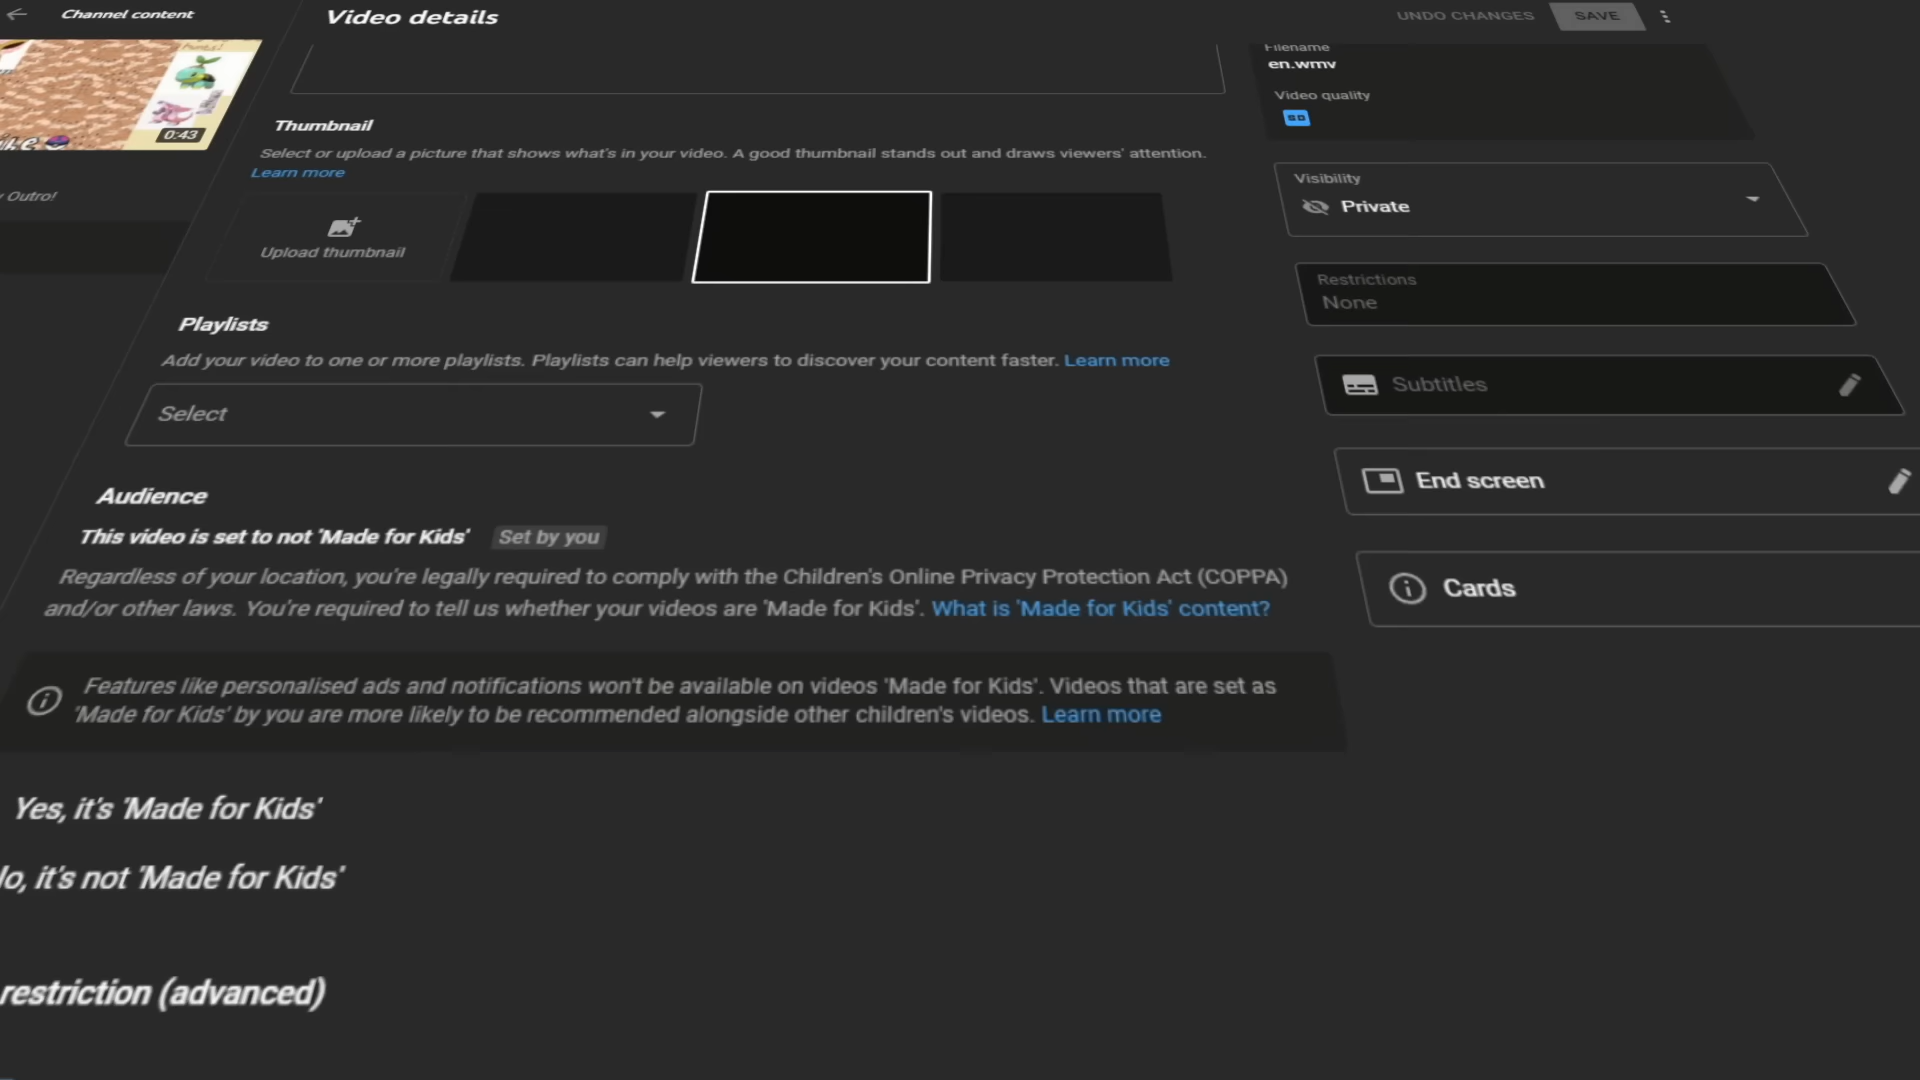 Channel content
Video details
UNDO CHANGES
SAVE
0:43
Outro!
Thumbnail
Select or upload a picture that shows what's in your video. A good thumbnail stands out and draws viewers' attention.
Learn more
Upload thumbnail
Playlists
Add your video to one or more playlists. Playlists can help viewers to discover your content faster. Learn more
Select
Audience
This video is set to not 'Made for Kids' Set by you
Regardless of your location, you're legally required to comply with the Children's Online Privacy Protection Act (COPPA)
and/or other laws. You're required to tell us whether your videos are 'Made for Kids'. What is 'Made for Kids' content?
Features like personalised ads and notifications won't be available on videos 'Made for Kids'. Videos that are set as
'Made for Kids' by you are more likely to be recommended alongside other children's videos. Learn more
Yes, it's 'Made for Kids'
lo, it's not 'Made for Kids'
restriction (advanced)
Filename
en.wmv
Video quality
SD
Visibility
Private
Restrictions
None
Subtitles
End screen
Cards